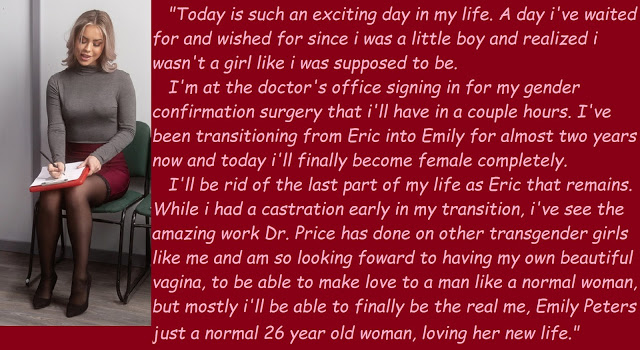 "Today is such an exciting day in my life. A day i've waited
for and wished for since i was a little boy and realized i
wasn't a girl like i was supposed to be.
I'm at the doctor's office signing in for my gender
confirmation surgery that i'll have in a couple hours. I've
been transitioning from Eric into Emily for almost two years
now and today i'll finally become female completely.
I'll be rid of the last part of my life as Eric that remains.
While i had a castration early in my transition, i've see the
amazing work Dr. Price has done on other transgender girls
like me and am so looking foward to having my own beautiful
vagina, to be able to make love to a man like a normal woman,
but mostly i'll be able to finally be the real me, Emily Peters
just a normal 26 year old woman, loving her new life."